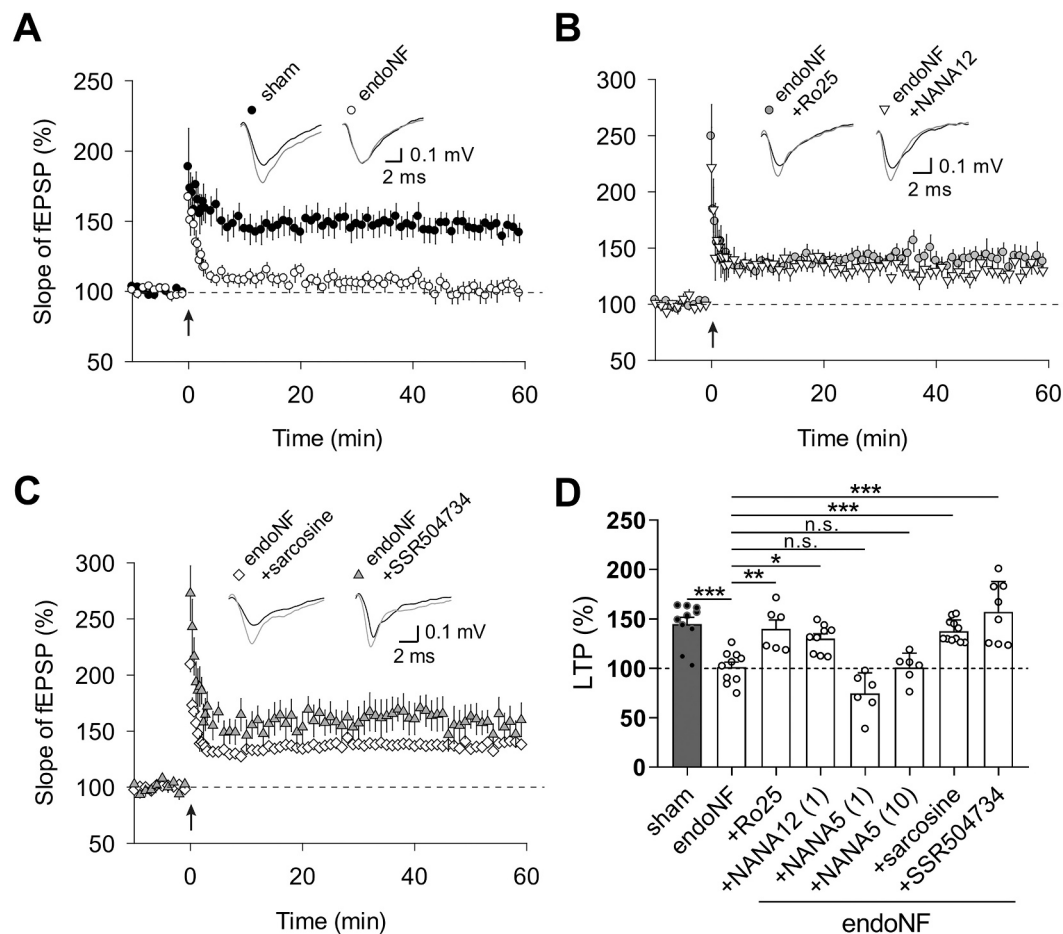 A
Slope of fEPSP (%)
250
200
150
100
50
sham
endoNF
0.1 mV
2 ms
0
20
40
60
Time (min)
B
300
250
200
150
100
50
endoNF
+Ro25
endoNF
+NANA12
0.1 mV
2 ms
0
20
40
60
Time (min)
C
Slope of fEPSP (%)
300
250
200
150
100
50
endoNF
+sarcosine
endoNF
+SSR504734
0.1 mV
2 ms
0
20
40
60
Time (min)
D
LTP (%)
250
200
150
100
50
0
***
***
n.s.
n.s.
*
**
***
sham
endoNF
+Ro25
+NANA12 (1)
+NANA5 (1)
+NANA5 (10)
+sarcosine
+SSR504734
endoNF